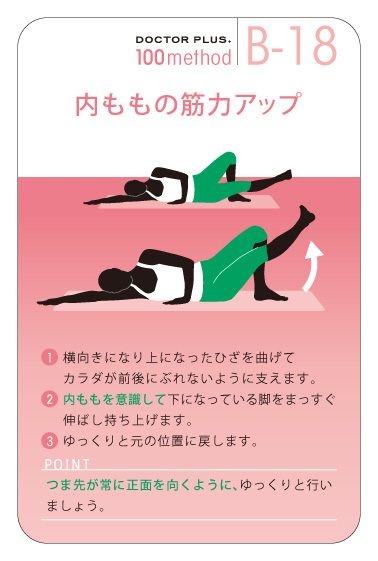 DOCTOR PLUS.
100method
B-18
内ももの筋力アップ
1 横向きになり上になったひざを曲げて
カラダが前後にぶれないように支えます。
2 内ももを意識して下になっている脚をまっすぐ
伸ばし持ち上げます。
3 ゆっくりと元の位置に戻します。
POINT
つま先が常に正面を向くように、ゆっくりと行い
ましょう。